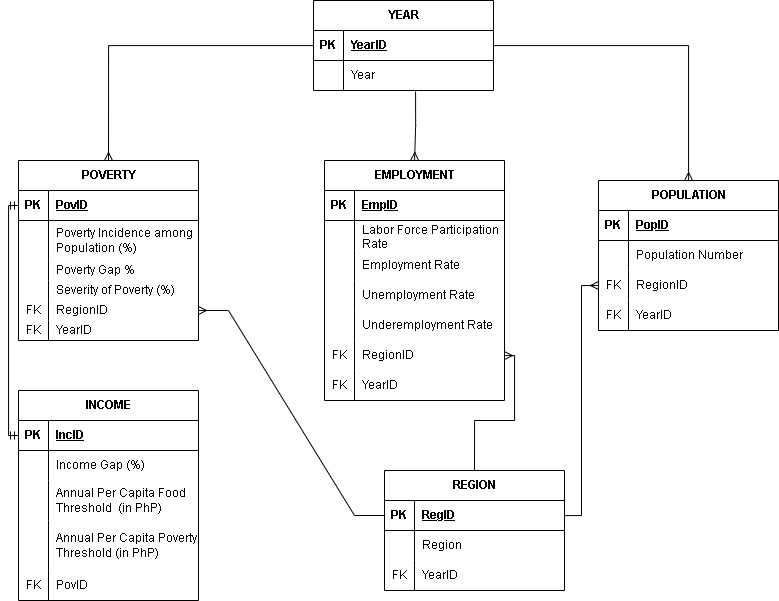 YEAR
PK YearID
Year
POVERTY
PK PovID
Poverty Incidence among
Population (%)
Poverty Gap %
Severity of Poverty (%)
FK RegionID
FK YearID
EMPLOYMENT
PK EmpID
Labor Force Participation
Rate
Employment Rate
Unemployment Rate
Underemployment Rate
FK RegionID
FK YearID
POPULATION
PK PopID
Population Number
FK RegionID
FK YearID
INCOME
PK IncID
Income Gap (%)
Annual Per Capita Food
Threshold (in PhP)
Annual Per Capita Poverty
Threshold (in PhP)
FK PovID
REGION
PK RegID
Region
FK YearID